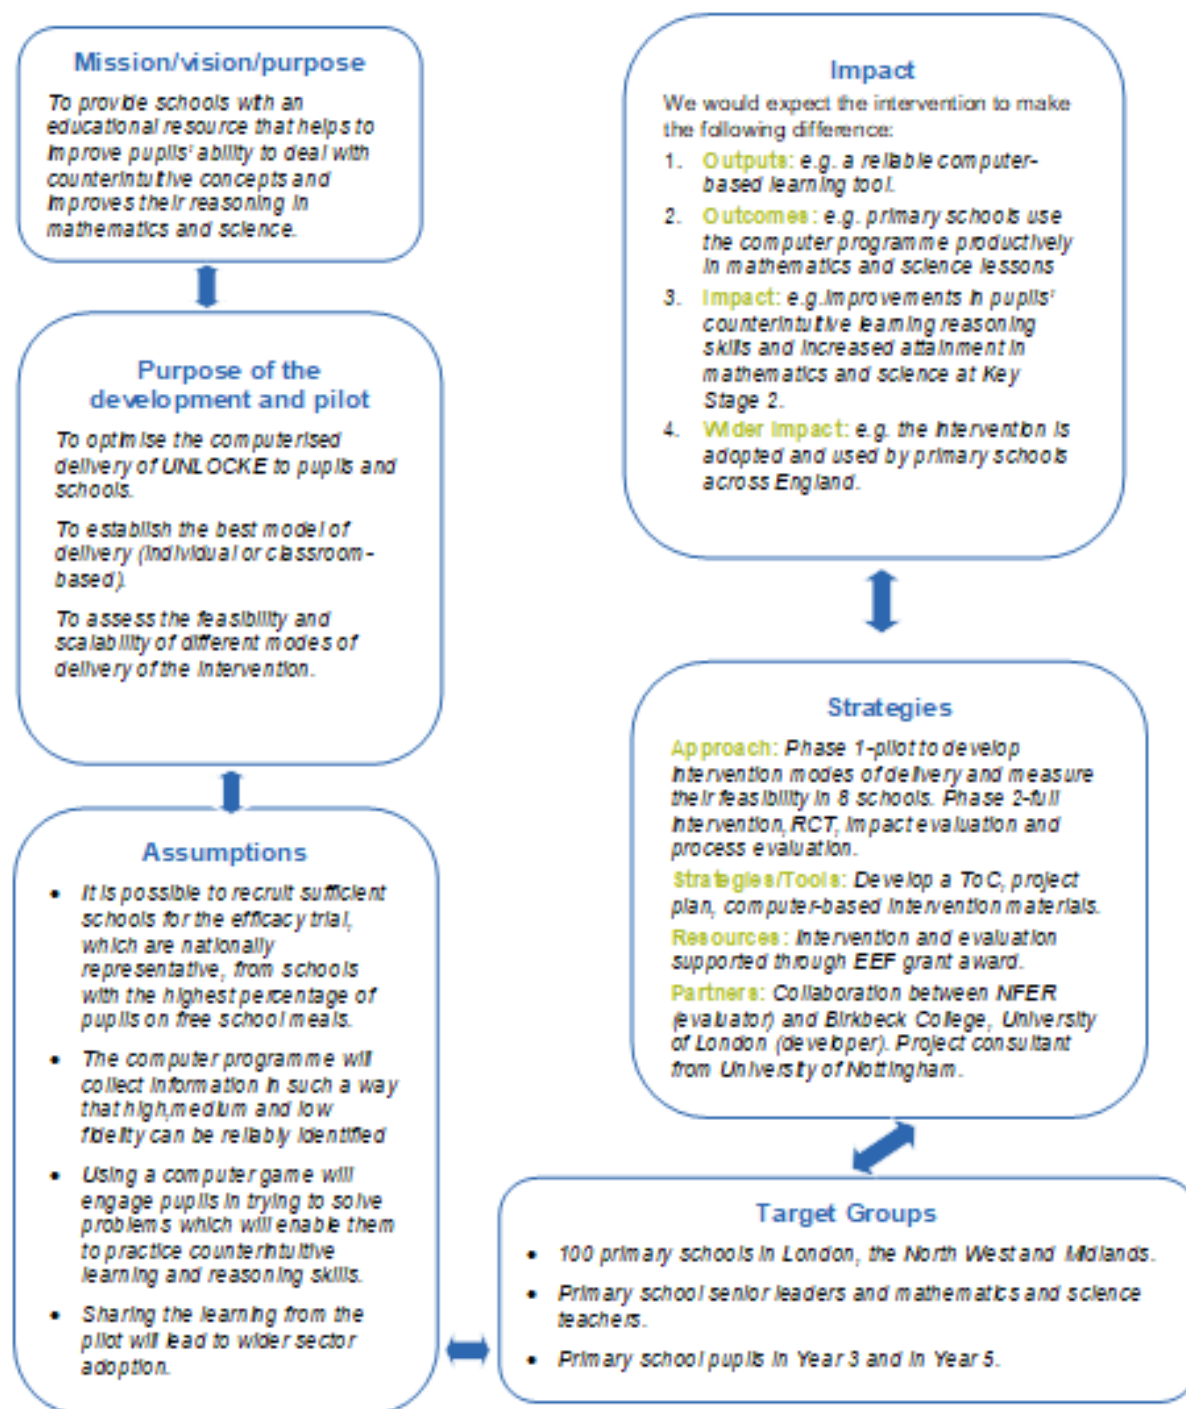 Mission/vision/purpose
To provide schools with an
educational resource that helps to
improve pupils' ability to deal with
counterintuitive concepts and
improves their reasoning in
mathematics and science.
Purpose of the
development and pilot
To optimise the computerised
delivery of UNLOCKE to pupils and
schools.
To establish the best model of
delivery (individual or classroom-
based).
To assess the feasibility and
scalability of different modes of
delivery of the intervention.
Assumptions
• It is possible to recruit sufficient
schools for the efficacy trial,
which are nationally
representative, from schools
with the highest percentage of
pupils on free school meals.
• The computer programme will
collect information in such a way
that high,medium and low
fidelity can be reliably identified
• Using a computer game will
engage pupils in trying to solve
problems which will enable them
to practice counterintuitive
learning and reasoning skills.
• Sharing the learning from the
pilot will lead to wider sector
adoption.
Target Groups
• 100 primary schools in London, the North West and Midlands.
• Primary school senior leaders and mathematics and science
teachers.
• Primary school pupils in Year 3 and in Year 5.
Strategies
Approach: Phase 1-pilot to develop
intervention modes of delivery and measure
their feasibility in 8 schools. Phase 2-full
intervention, RCT, impact evaluation and
process evaluation.
Strategies/Tools: Develop a ToC, project
plan, computer-based intervention materials.
Resources: Intervention and evaluation
supported through EEF grant award.
Partners: Collaboration between NFER
(evaluator) and Birkbeck College, University
of London (developer). Project consultant
from University of Nottingham.
Impact
We would expect the intervention to make
the following difference:
1. Outputs: e.g. a reliable computer-
based learning tool.
2. Outcomes: e.g. primary schools use
the computer programme productively
in mathematics and science lessons
3. Impact: e.g.improvements in pupils'
counterintuitive learning reasoning
skills and increased attainment in
mathematics and science at Key
Stage 2.
4. Wider Impact: e.g. the intervention is
adopted and used by primary schools
across England.